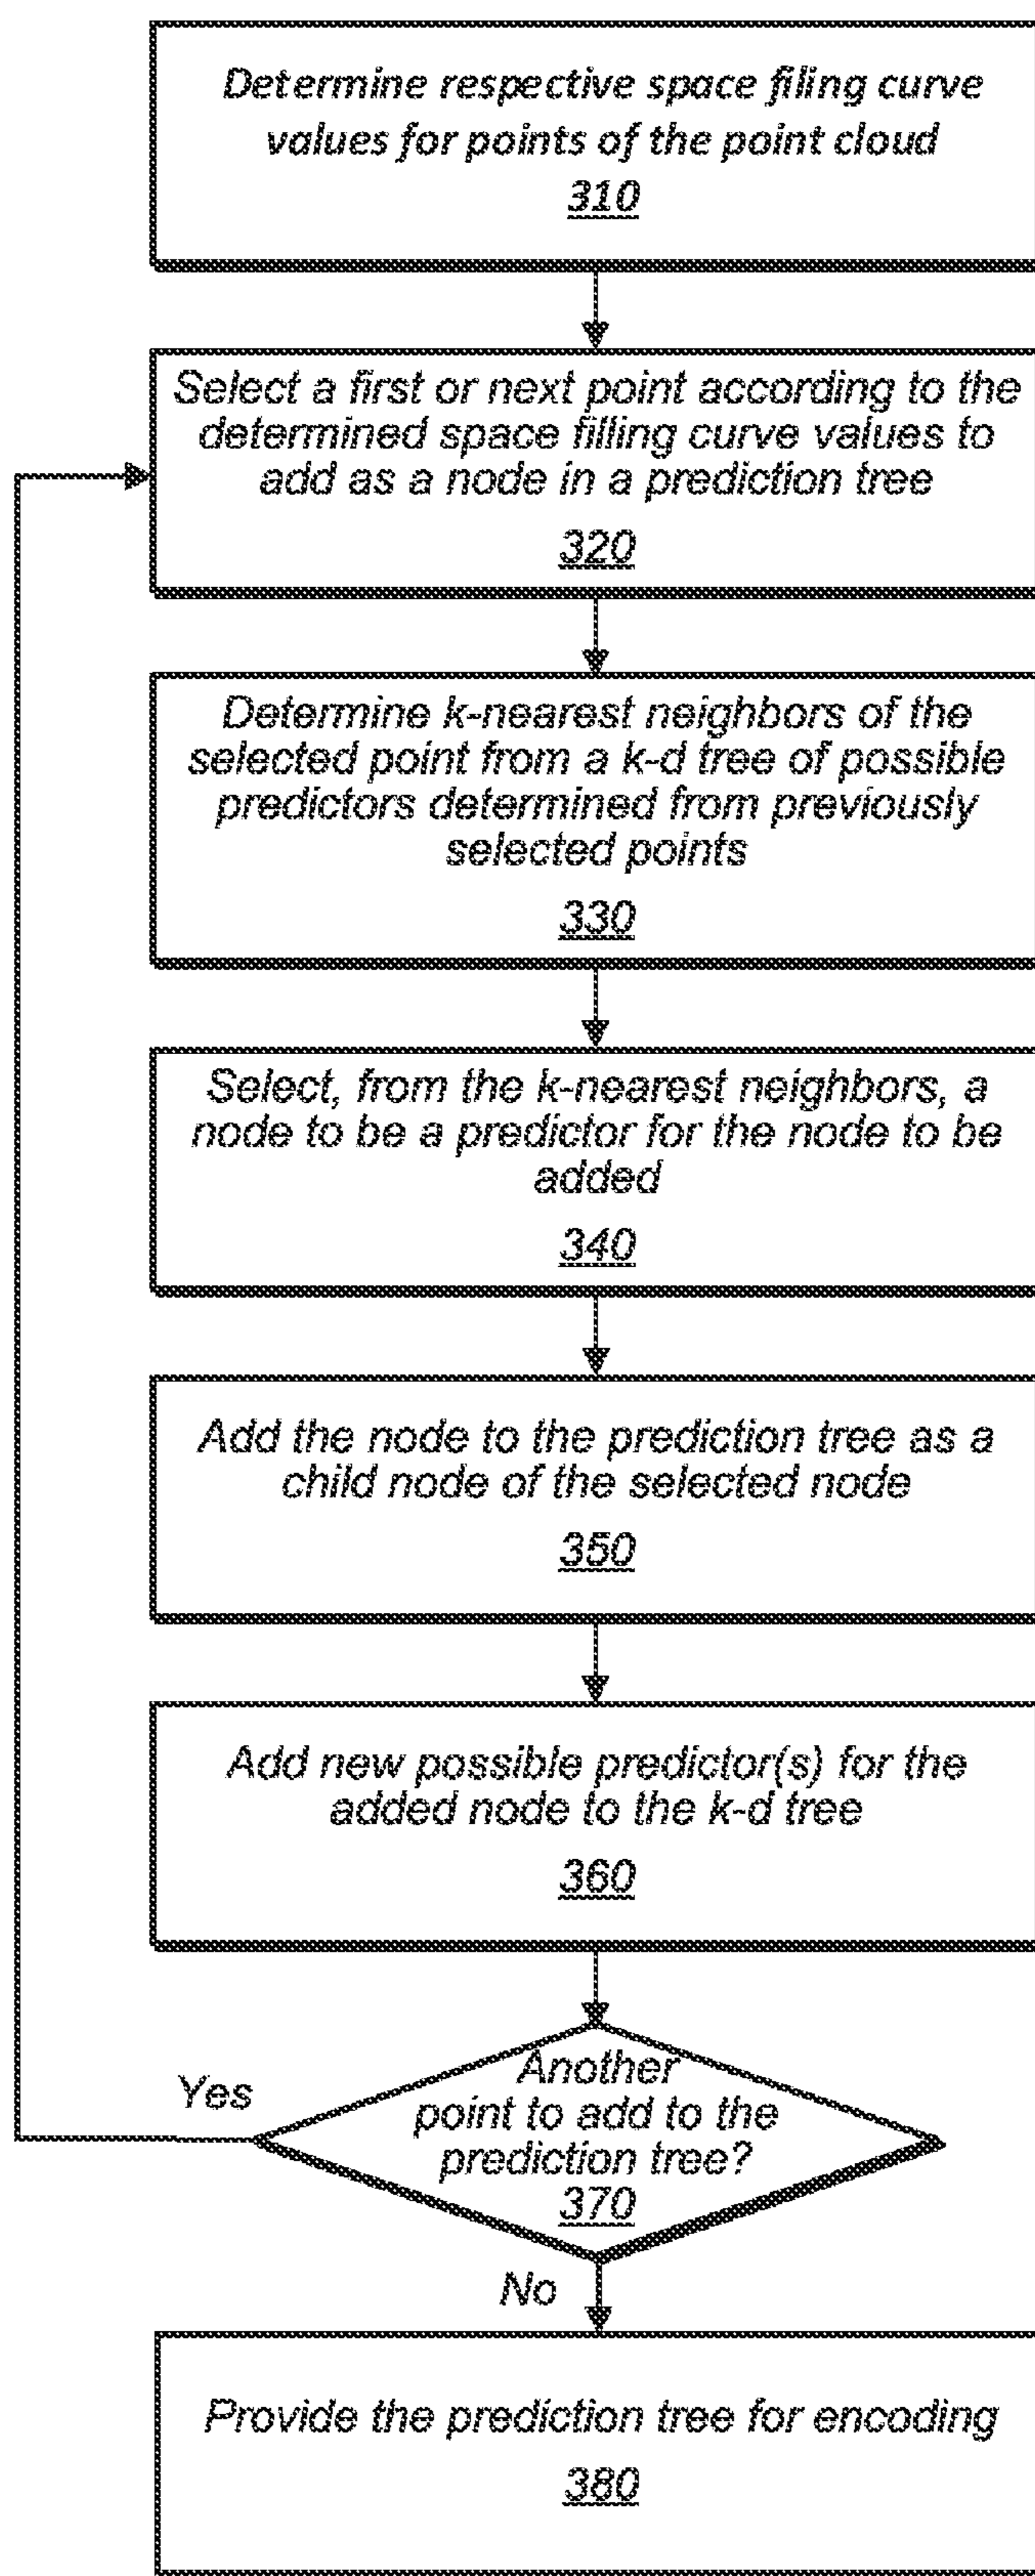 Determine respective space filing curve
values for points of the point cloud
310
Select a first or next point according to the
determined space filling curve values to
add as a node in a prediction tree
320
Determine k-nearest neighbors of the
selected point from a k-d tree of possible
predictors determined from previously
selected points
330
Select, from the k-nearest neighbors, a
node to be a predictor for the node to be
added
340
Add the node to the prediction tree as a
child node of the selected node
350
Add new possible predictor(s) for the
added node to the k-d tree
360
Another
point to add to the
prediction tree?
370
Yes
No
Provide the prediction tree for encoding
380